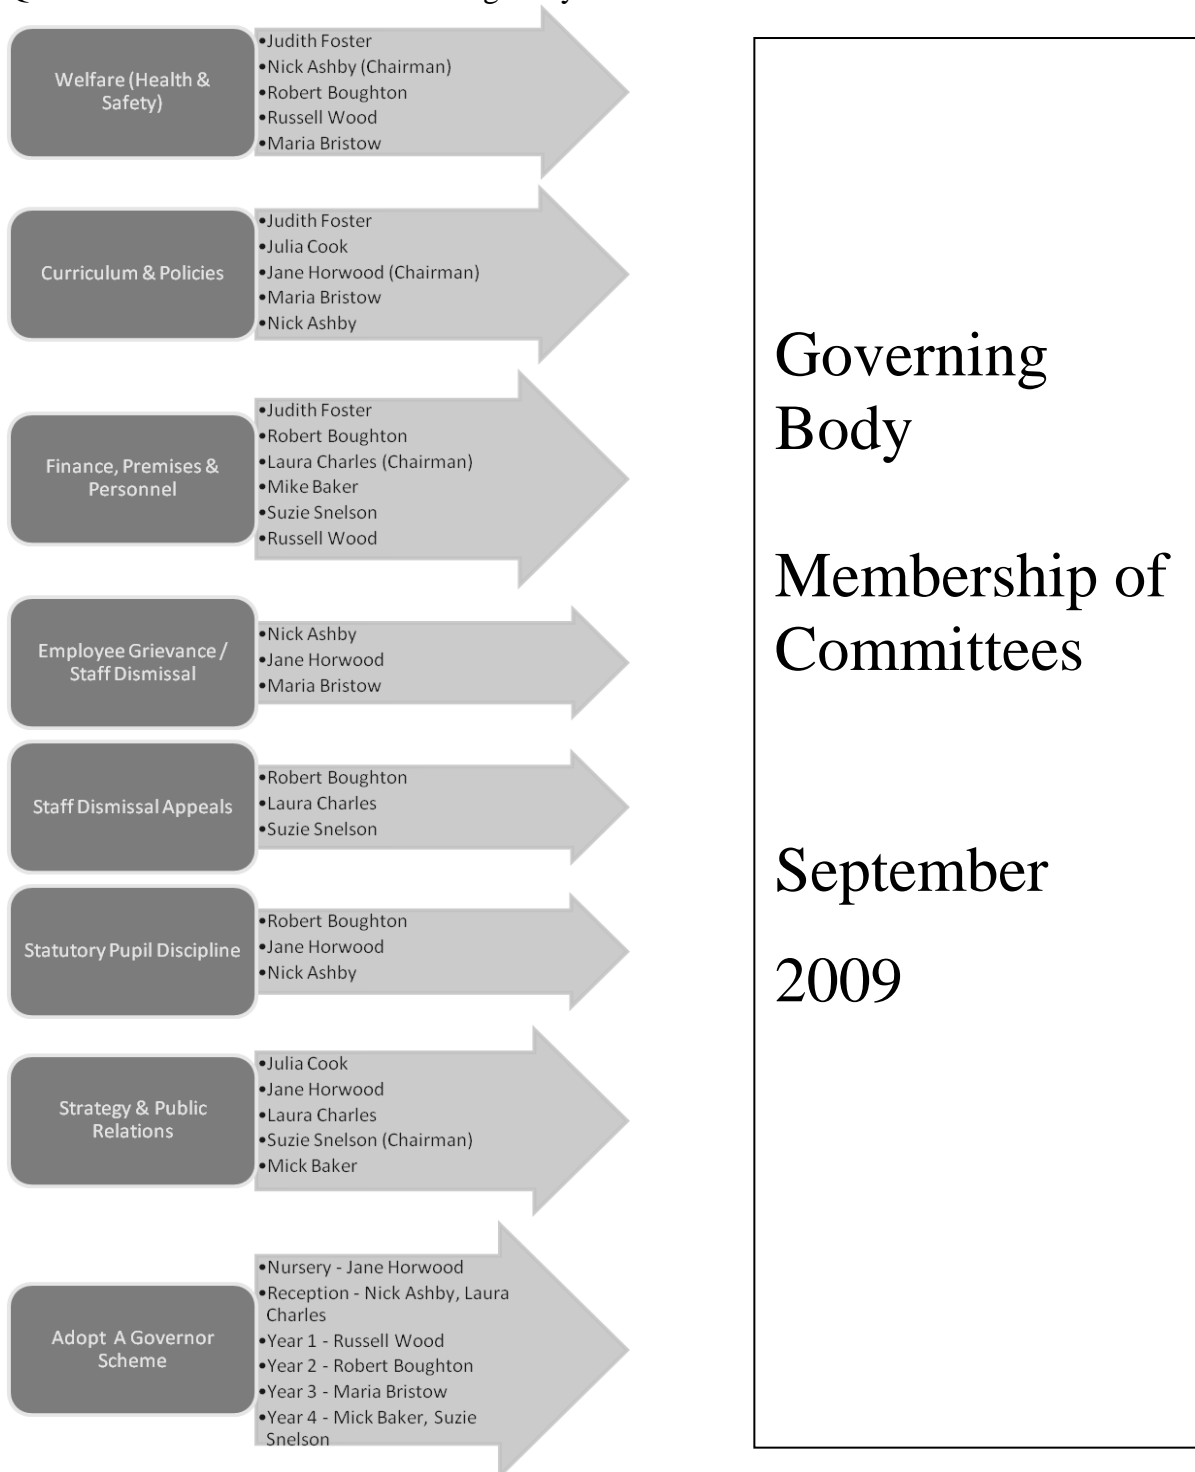 Welfare (Health &
Safety)
•Judith Foster
•Nick Ashby (Chairman)
•Robert Boughton
•Russell Wood
•Maria Bristow
Curriculum & Policies
•Judith Foster
•Julia Cook
•Jane Horwood (Chairman)
•Maria Bristow
•Nick Ashby
Finance, Premises &
Personnel
•Judith Foster
•Robert Boughton
•Laura Charles (Chairman)
•Mike Baker
•Suzie Snelson
•Russell Wood
Employee Grievance /
Staff Dismissal
•Nick Ashby
•Jane Horwood
•Maria Bristow
Staff Dismissal Appeals
•Robert Boughton
•Laura Charles
•Suzie Snelson
Statutory Pupil Discipline
•Robert Boughton
•Jane Horwood
•Nick Ashby
Strategy & Public
Relations
•Julia Cook
•Jane Horwood
•Laura Charles
•Suzie Snelson (Chairman)
•Mick Baker
Adopt A Governor
Scheme
•Nursery - Jane Horwood
•Reception - Nick Ashby, Laura
Charles
•Year 1 - Russell Wood
•Year 2 - Robert Boughton
•Year 3 - Maria Bristow
•Year 4 - Mick Baker, Suzie
Snelson
Governing
Body
Membership of
Committees
September
2009